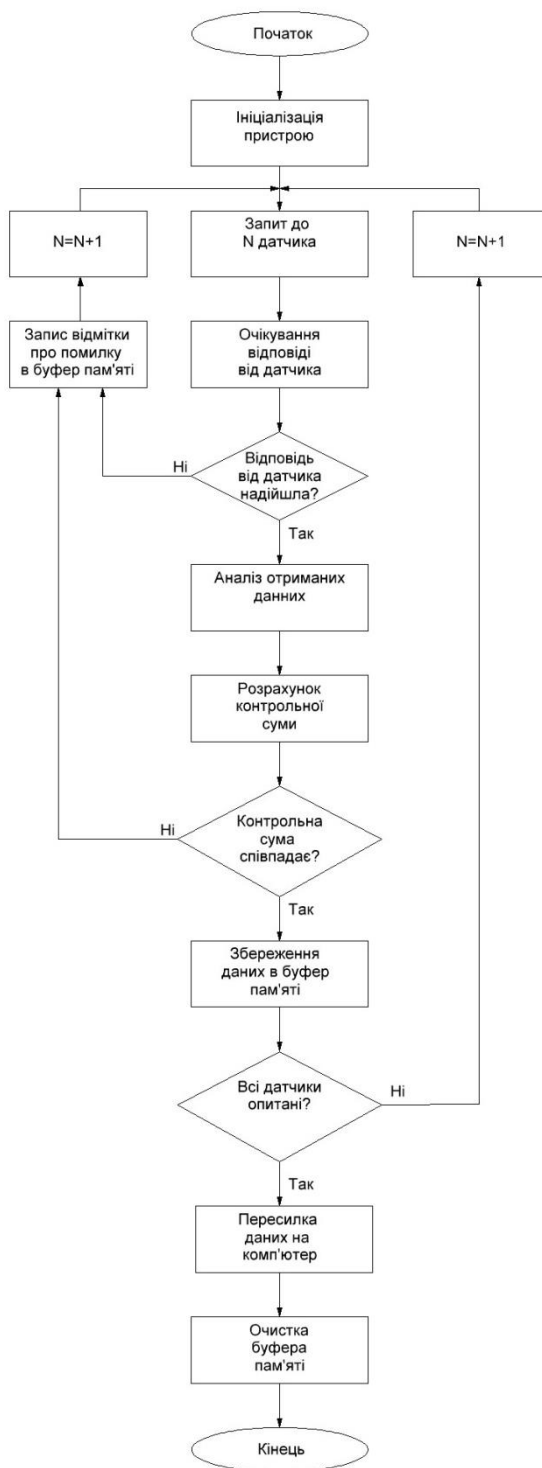 Початок
Ініціалізація
пристрою
N=N+1
Запит до
N датчика
N=N+1
Запис відмітки
про помилку
в буфер пам'яті
Очікування
відповіді
від датчика
Ні
Відповідь
від датчика
надійшла?
Так
Аналіз отриманих
данних
Розрахунок
контрольної
суми
Ні
Контрольна
сума
співпадає?
Так
Збереження
даних в буфер
пам'яті
Всі датчики
опитані?
Ні
Так
Пересилка
даних на
комп'ютер
Очистка
буфера
пам'яті
Кінець